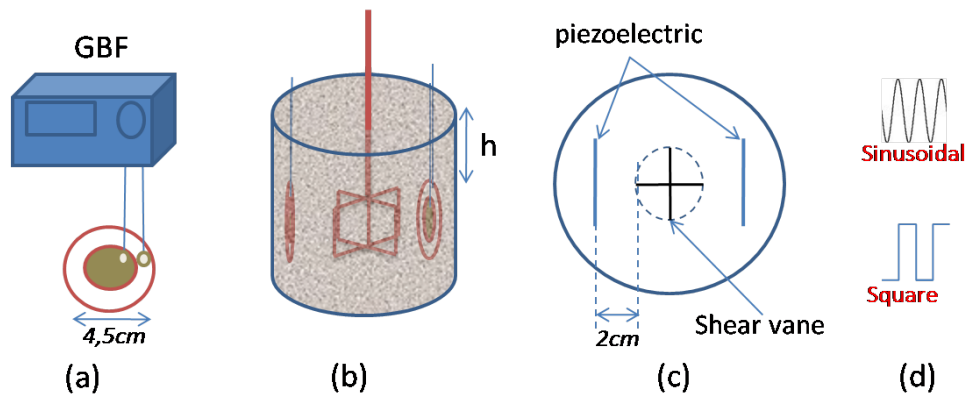 GBF
4,5cm
(a)
h
(b)
piezoelectric
2cm
Shear vane
(c)
Sinusoidal
Square
(d)